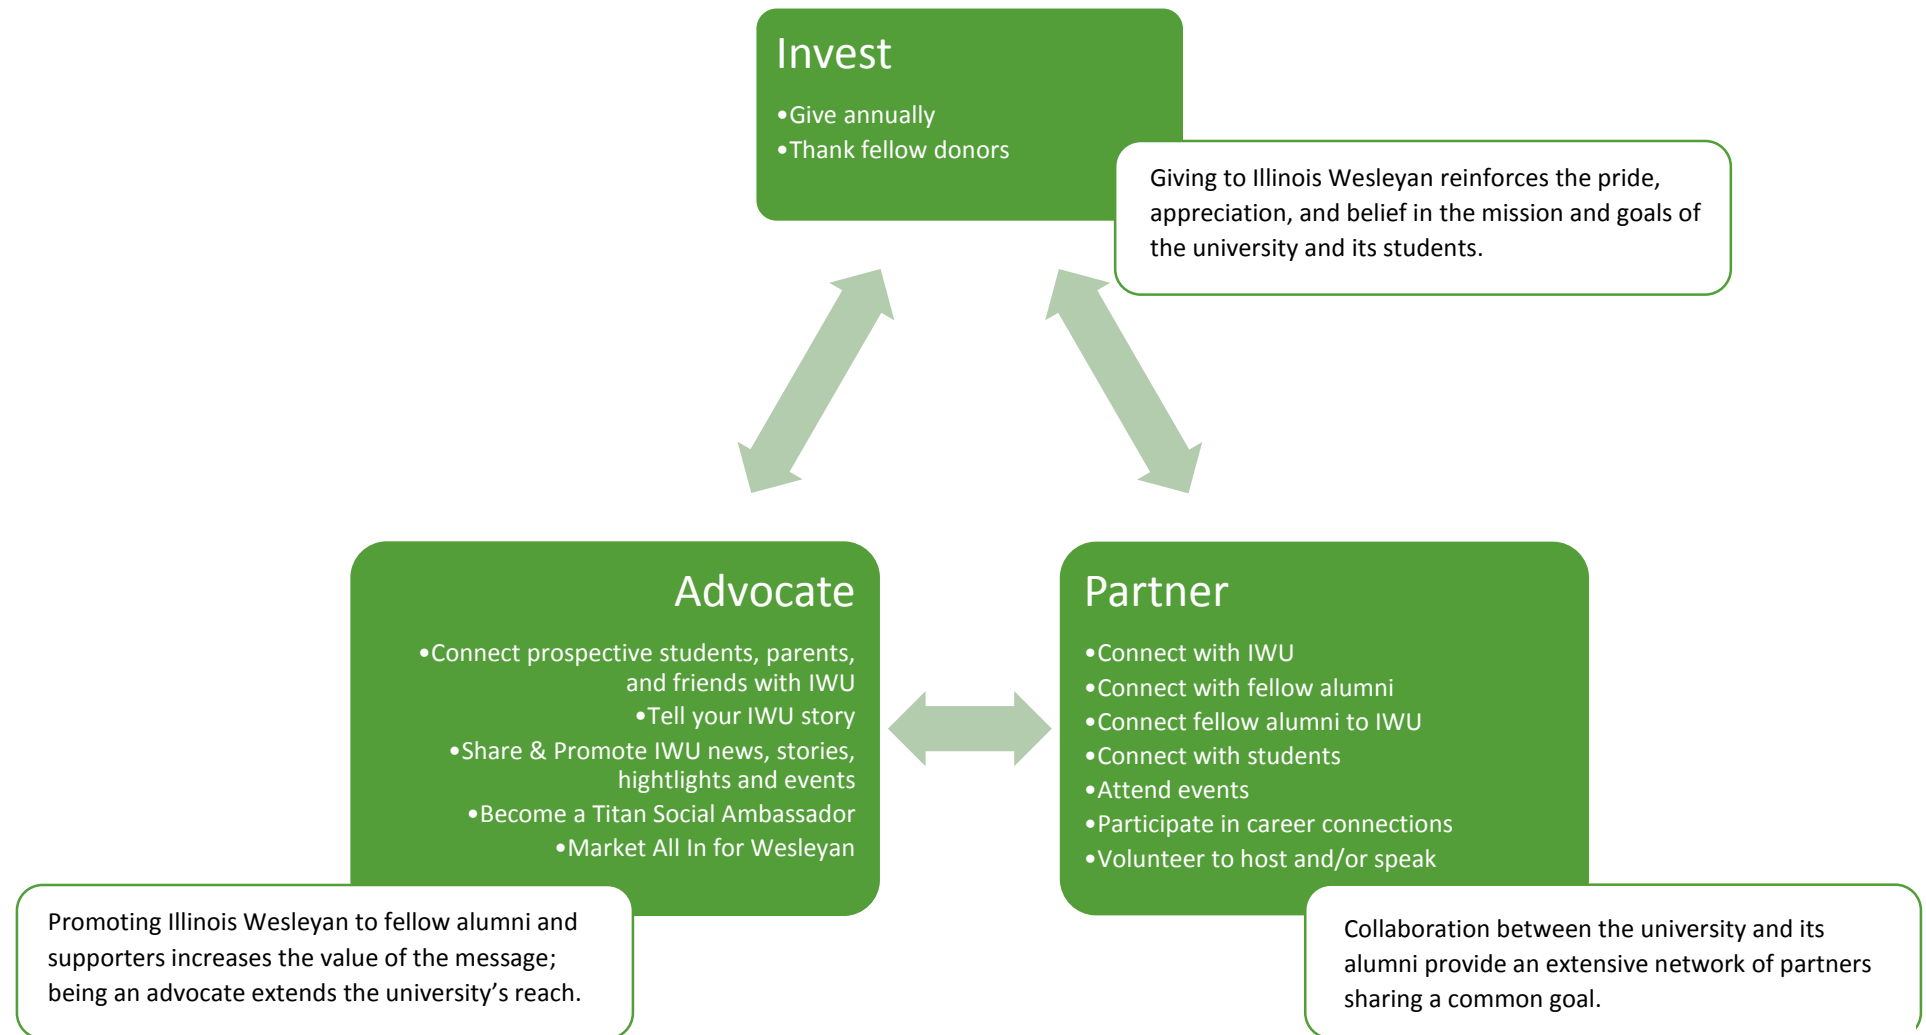 Invest
•Give annually
•Thank fellow donors
Giving to Illinois Wesleyan reinforces the pride,
appreciation, and belief in the mission and goals of
the university and its students.
Advocate
•Connect prospective students, parents,
and friends with IWU
•Tell your IWU story
•Share & Promote IWU news, stories,
hightlights and events
•Become a Titan Social Ambassador
•Market All In for Wesleyan
Promoting Illinois Wesleyan to fellow alumni and
supporters increases the value of the message;
being an advocate extends the university’s reach.
Partner
•Connect with IWU
•Connect with fellow alumni
•Connect fellow alumni to IWU
•Connect with students
•Attend events
•Participate in career connections
•Volunteer to host and/or speak
Collaboration between the university and its
alumni provide an extensive network of partners
sharing a common goal.